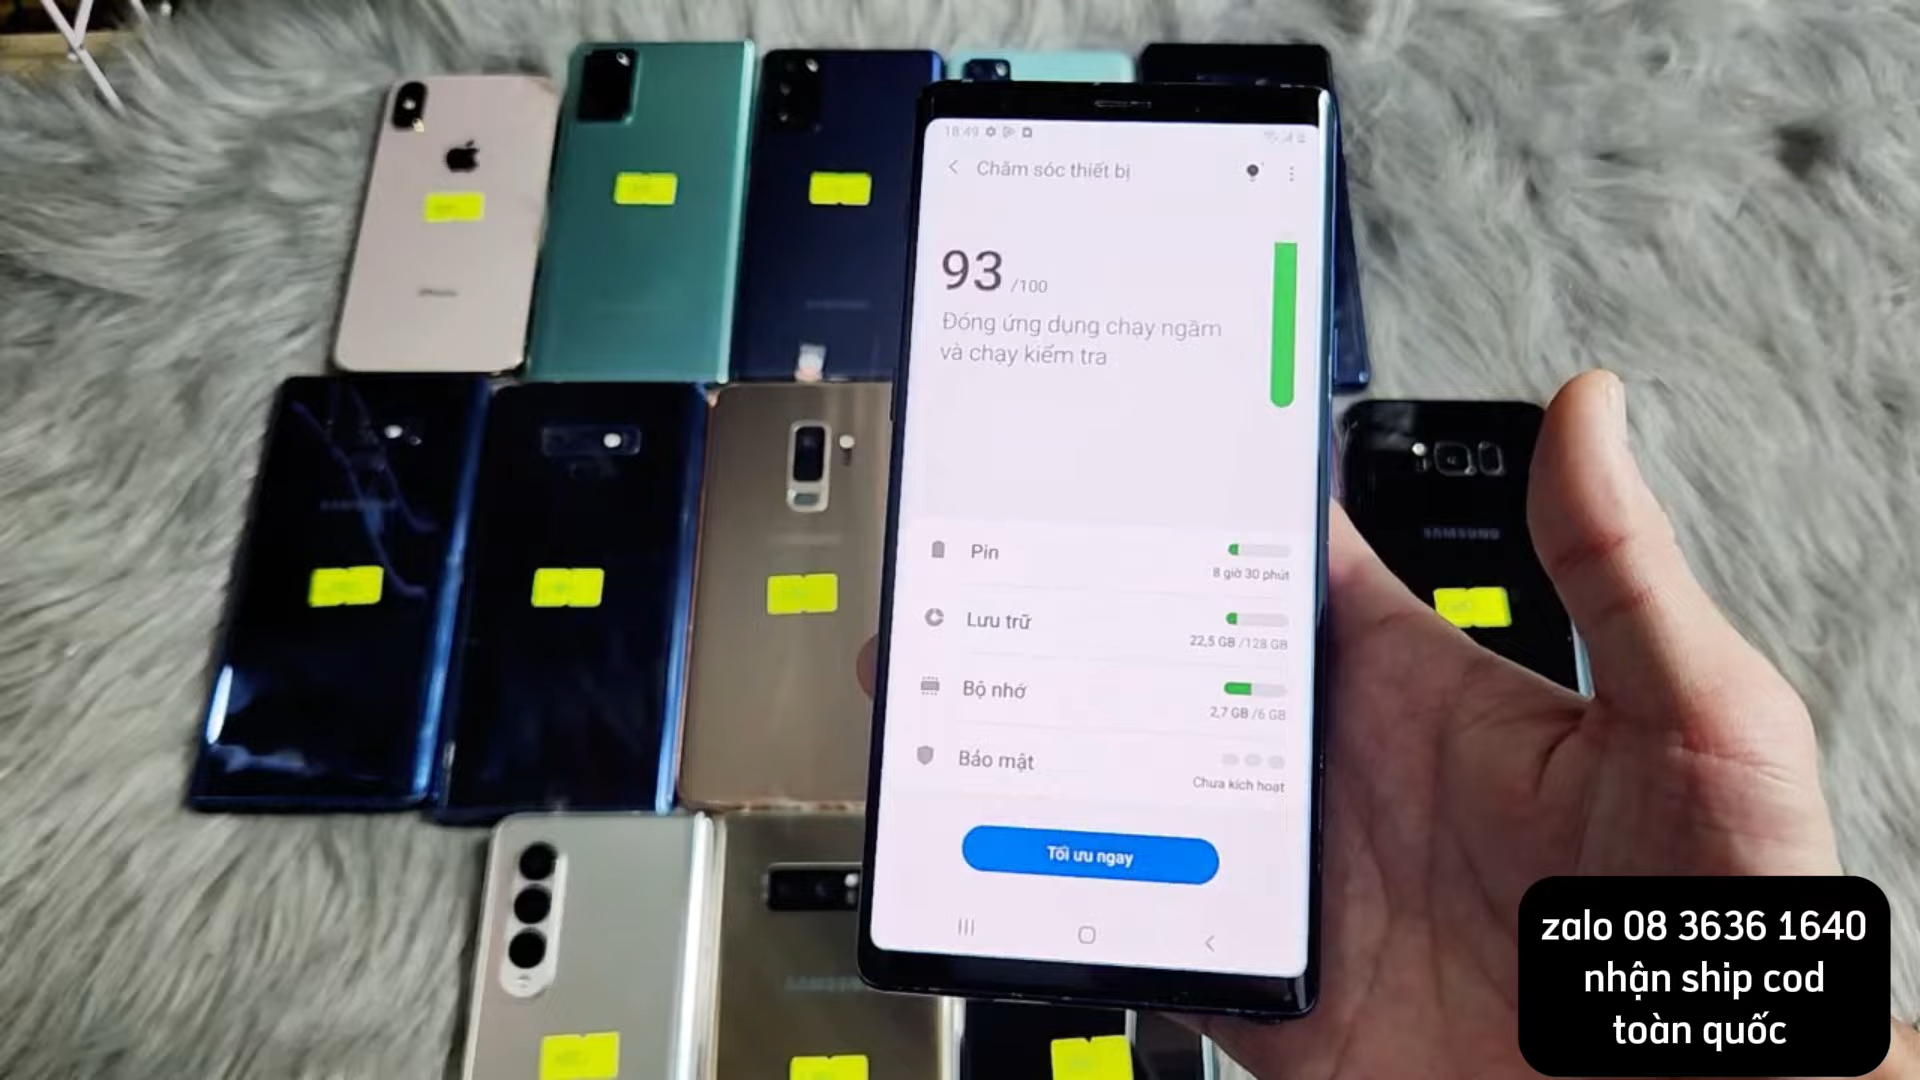 18:49
Chăm sóc thiết bị
93 /100
Đóng ứng dụng chạy ngầm
và chạy kiểm tra
Pin
8 giờ 30 phút
Lưu trữ
22,5 GB /128 GB
Bộ nhớ
2,7 GB /6 GB
Bảo mật
Chưa kích hoạt
Tối ưu ngay
SAMSUNG
SAMSUNG
zalo 08 3636 1640
nhận ship cod
toàn quốc